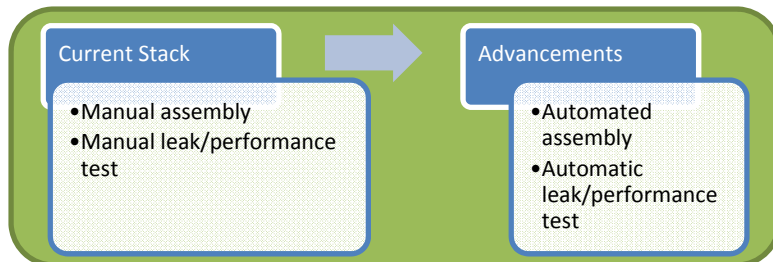 Current Stack
•Manual assembly
•Manual leak/performance
test
Advancements
•Automated
assembly
•Automatic
leak/performance
test